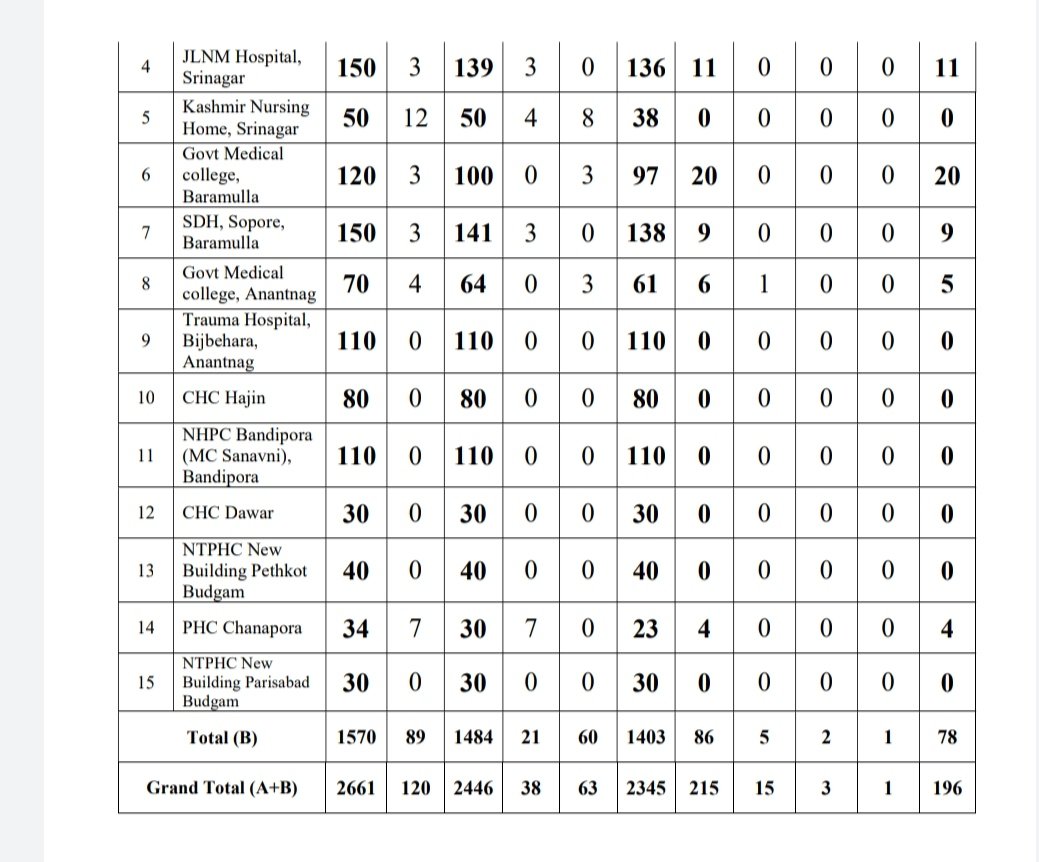 4 JLNM Hospital, Srinagar 150 3 139 3 0 136 11 0 0 0 11
5 Kashmir Nursing Home, Srinagar 50 12 50 4 8 38 0 0 0 0 0
6 Govt Medical college, Baramulla 120 3 100 0 3 97 20 0 0 0 20
7 SDH, Sopore, Baramulla 150 3 141 3 0 138 9 0 0 0 9
8 Govt Medical college, Anantnag 70 4 64 0 3 61 6 1 0 0 5
9 Trauma Hospital, Bijbehara, Anantnag 110 0 110 0 0 110 0 0 0 0 0
10 CHC Hajin 80 0 80 0 0 80 0 0 0 0 0
11 NHPC Bandipora (MC Sanavni), Bandipora 110 0 110 0 0 110 0 0 0 0 0
12 CHC Dawar 30 0 30 0 0 30 0 0 0 0 0
13 NTPHC New Building Pethkot Budgam 40 0 40 0 0 40 0 0 0 0 0
14 PHC Chanapora 34 7 30 7 0 23 4 0 0 0 4
15 NTPHC New Building Parisabad Budgam 30 0 30 0 0 30 0 0 0 0 0
Total (B) 1570 89 1484 21 60 1403 86 5 2 1 78
Grand Total (A+B) 2661 120 2446 38 63 2345 215 15 3 1 196